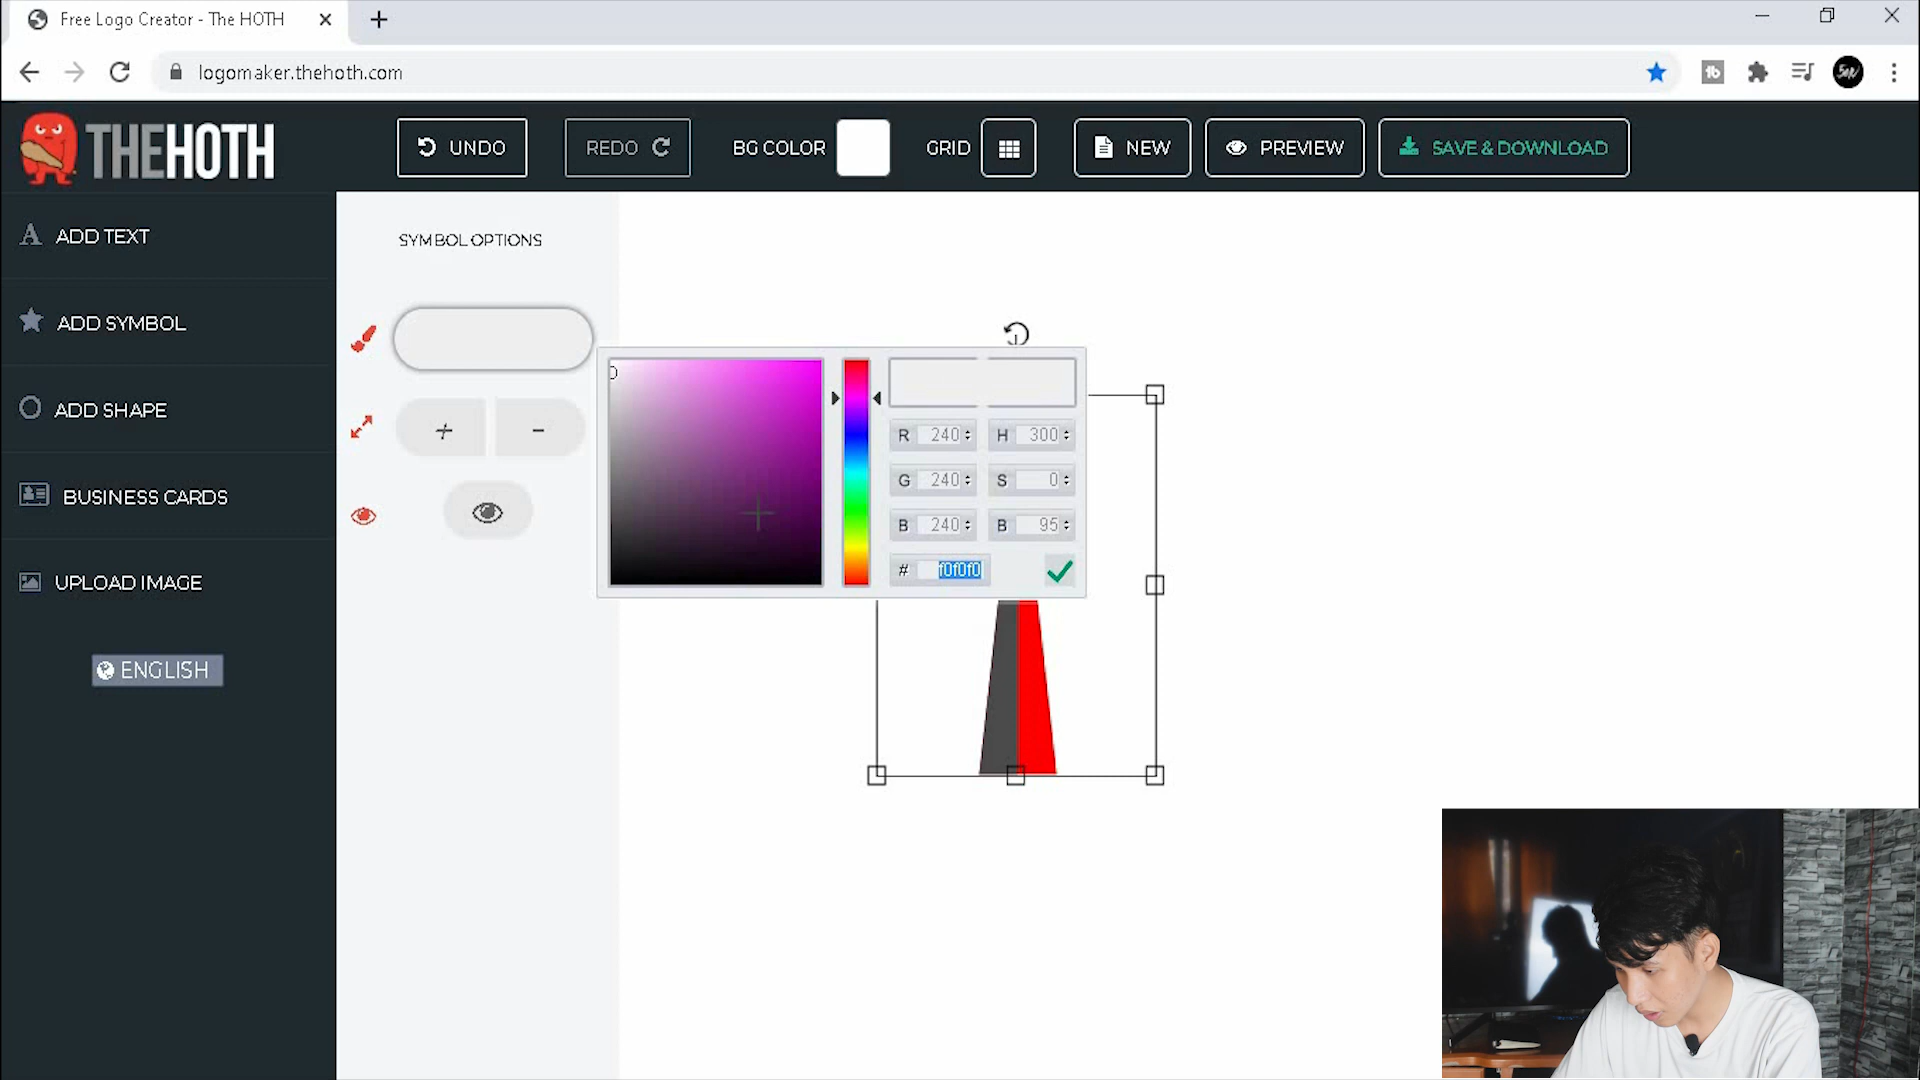 Free Logo Creator - The HOTH
logomaker.thehoth.com
THEHOTH
UNDO
REDO
BG COLOR
GRID
NEW
PREVIEW
SAVE & DOWNLOAD
ADD TEXT
ADD SYMBOL
ADD SHAPE
BUSINESS CARDS
UPLOAD IMAGE
ENGLISH
SYMBOL OPTIONS
+ -
R 240 H 300
G 240 S 0
B 240 B 95
# f0f0f0